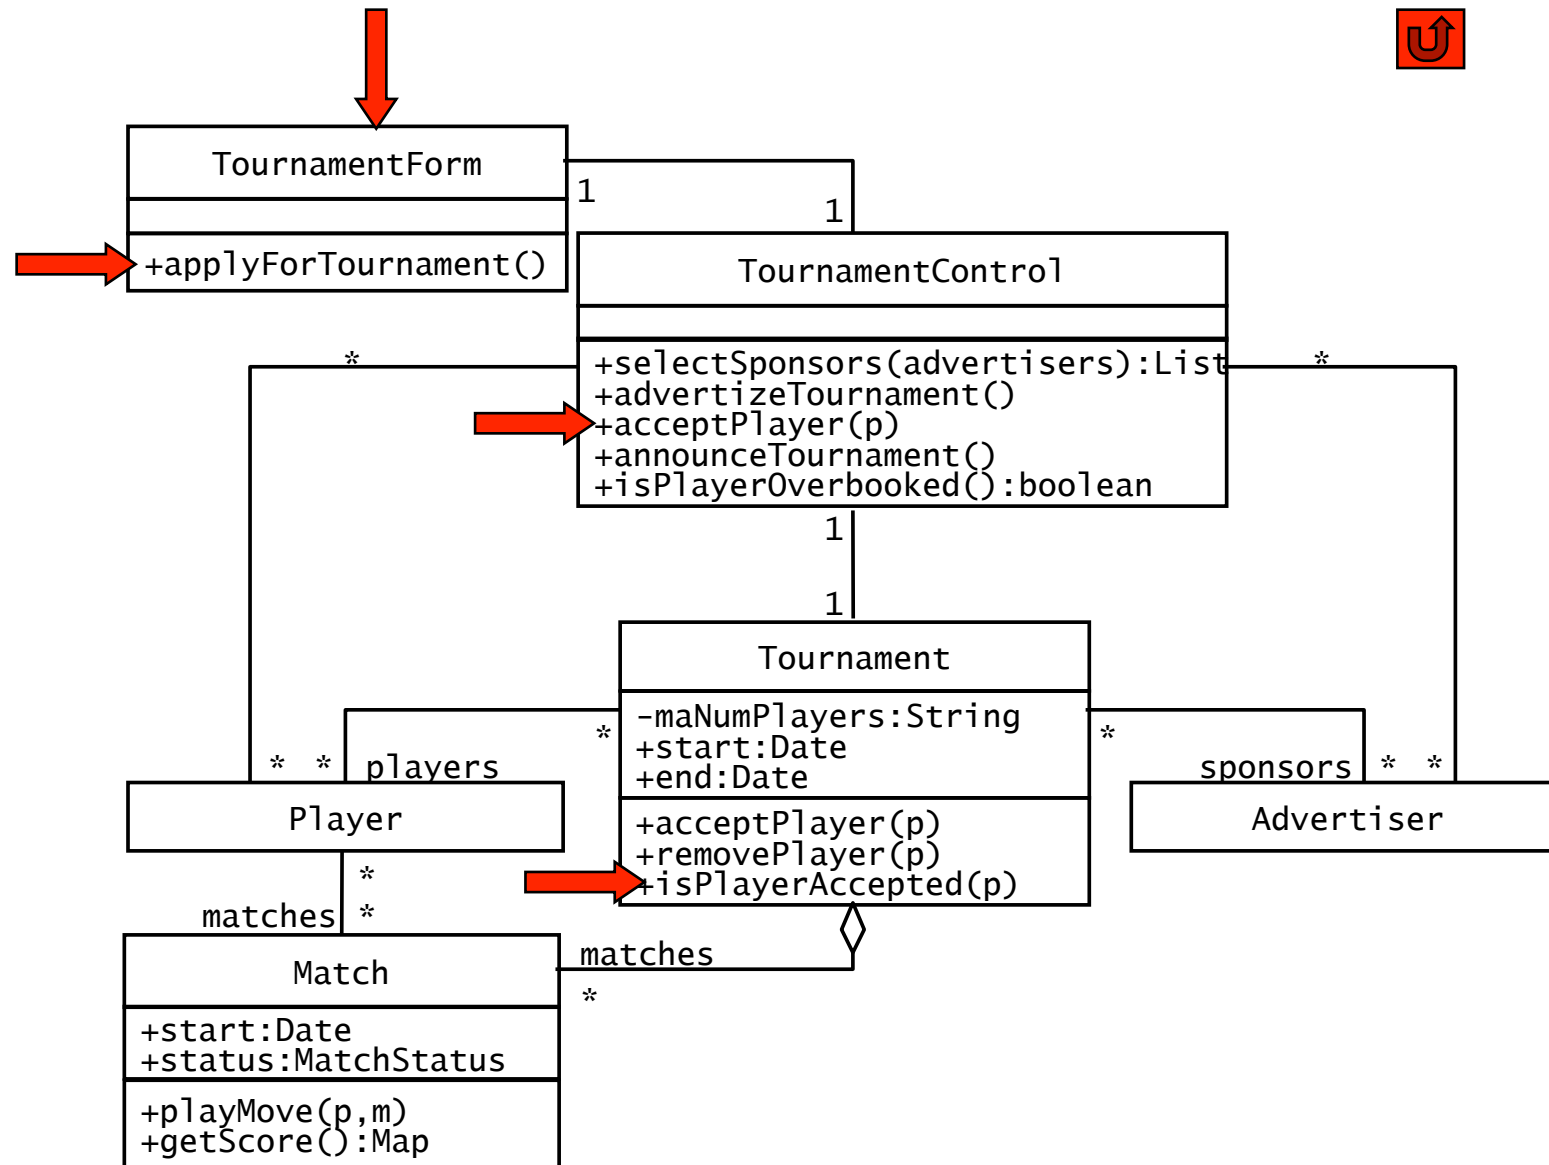 TournamentForm
1
1
+applyForTournament()
TournamentControl
*
+selectSponsors(advertisers):List
*
+advertizeTournament()
+acceptPlayer(p)
+announceTournament()
+isPlayerOverbooked():boolean
1
1
Tournament
-maNumPlayers:String
+start:Date
+end:Date
*
*
* * players
sponsors * *
Player
Advertiser
+acceptPlayer(p)
+removePlayer(p)
+isPlayerAccepted(p)
*
matches *
matches
*
Match
+start:Date
+status:MatchStatus
+playMove(p,m)
+getScore():Map